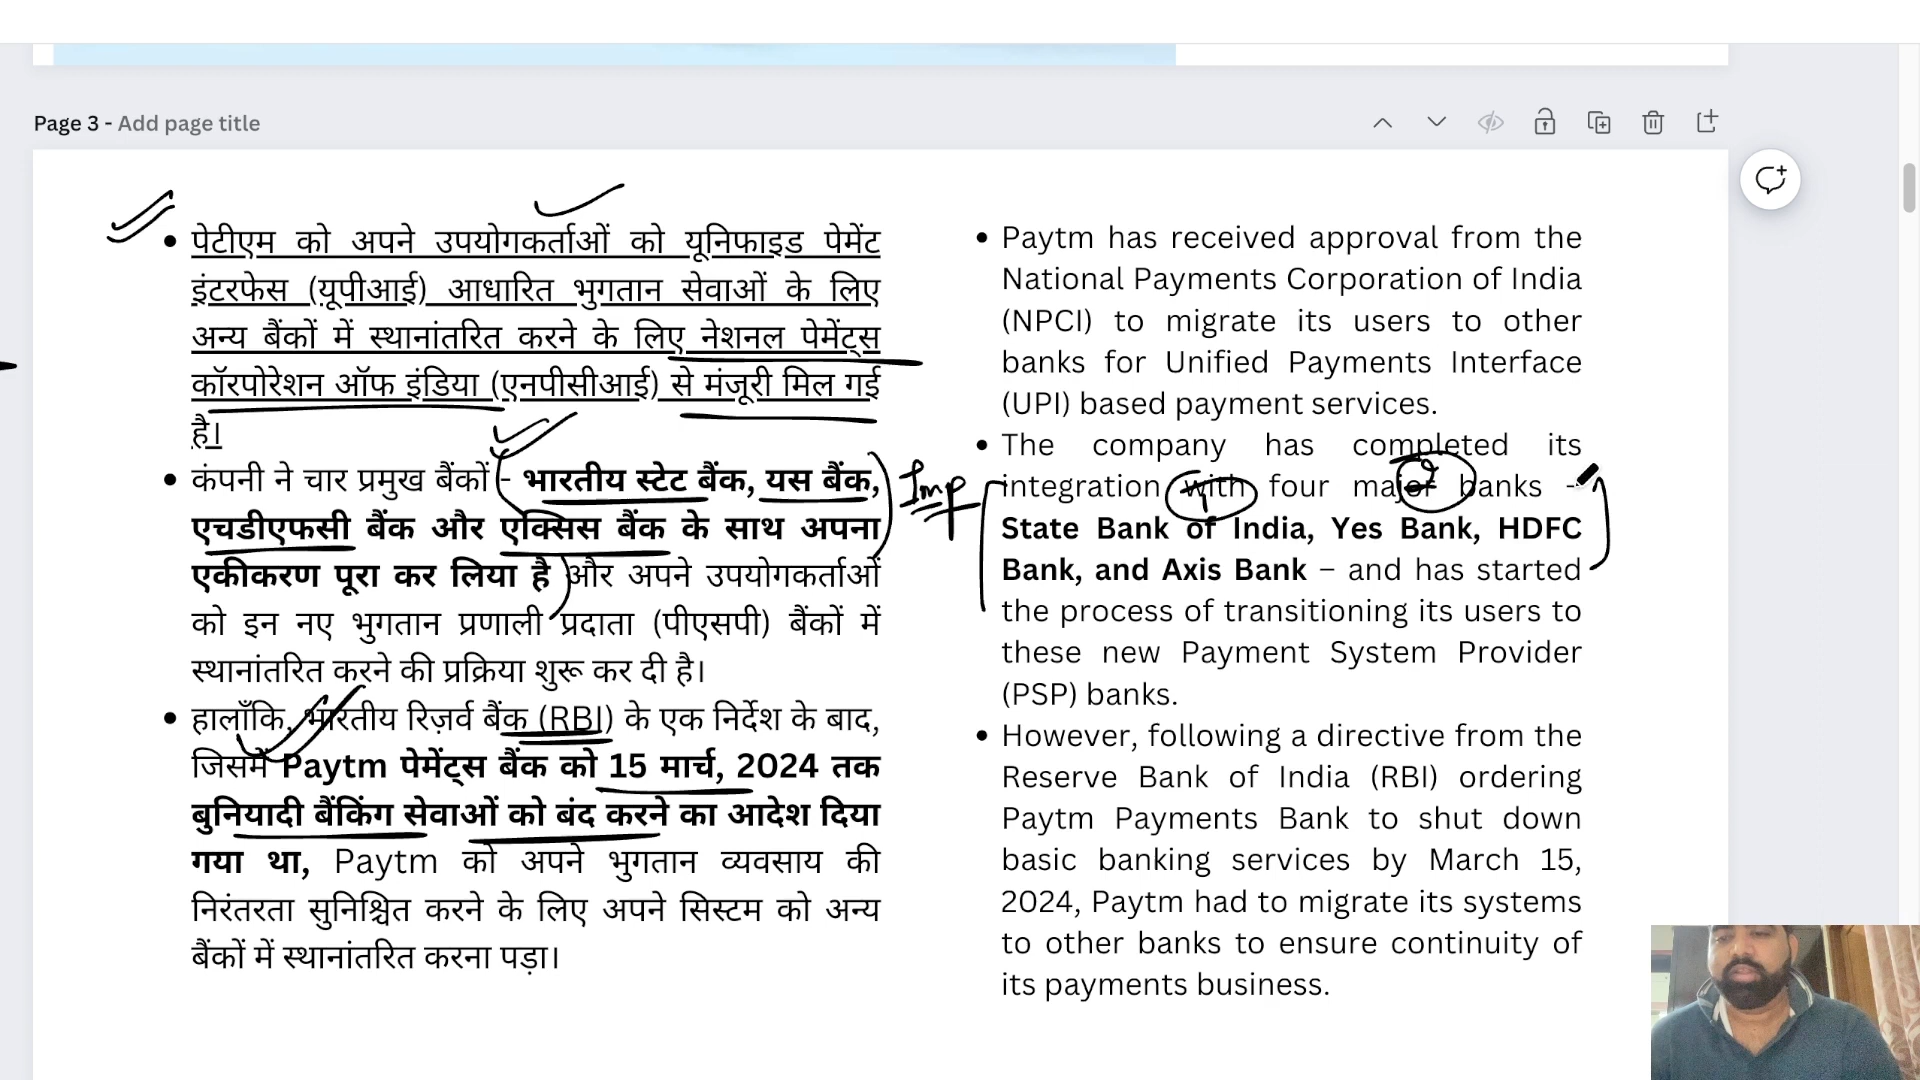 Page 3 - Add page title
पेटीएम को अपने उपयोगकर्ताओं को यूनिफाइड पेमेंट
इंटरफेस (यूपीआई) आधारित भुगतान सेवाओं के लिए
अन्य बैंकों में स्थानांतरित करने के लिए नेशनल पेमेंट्स
कॉरपोरेशन ऑफ इंडिया (एनपीसीआई) से मंजूरी मिल गई
है।
कंपनी ने चार प्रमुख बैंकों - भारतीय स्टेट बैंक, यस बैंक,
एचडीएफसी बैंक और एक्सिस बैंक के साथ अपना
एकीकरण पूरा कर लिया है और अपने उपयोगकर्ताओं
को इन नए भुगतान प्रणाली प्रदाता (पीएसपी) बैंकों में
स्थानांतरित करने की प्रक्रिया शुरू कर दी है।
हालाँकि, भारतीय रिज़र्व बैंक (RBI) के एक निर्देश के बाद,
जिसमें Paytm पेमेंट्स बैंक को 15 मार्च, 2024 तक
बुनियादी बैंकिंग सेवाओं को बंद करने का आदेश दिया
गया था, Paytm को अपने भुगतान व्यवसाय की
निरंतरता सुनिश्चित करने के लिए अपने सिस्टम को अन्य
बैंकों में स्थानांतरित करना पड़ा।
Imp
Paytm has received approval from the
National Payments Corporation of India
(NPCI) to migrate its users to other
banks for Unified Payments Interface
(UPI) based payment services.
The company has completed its
integration with four major banks –
State Bank of India, Yes Bank, HDFC
Bank, and Axis Bank – and has started
the process of transitioning its users to
these new Payment System Provider
(PSP) banks.
However, following a directive from the
Reserve Bank of India (RBI) ordering
Paytm Payments Bank to shut down
basic banking services by March 15,
2024, Paytm had to migrate its systems
to other banks to ensure continuity of
its payments business.